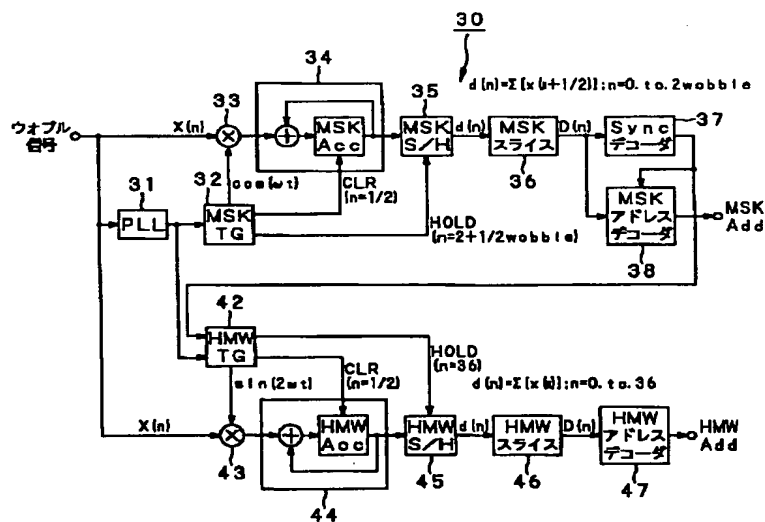 30
34
d(n)=Σ[x(n+1/2)];n=0.to.2wobble
ウォブル
信号
X(n)
33
MSK
Acc
35
MSK
S/H
d(n)
MSK
スライス
36
D(n)
37
Sync
デコーダ
cos(ωt)
CLR
(n=1/2)
HOLD
(n=2+1/2wobble)
31
PLL
32
MSK
TG
MSK
アドレス
デコーダ
38
MSK
Add
42
HMW
TG
sin(2ωt)
CLR
(n=1/2)
HOLD
(n=36)
d(n)=Σ[x(n)];n=0.to.36
X(n)
43
HMW
Acc
44
HMW
S/H
45
d(n)
HMW
スライス
46
D(n)
HMW
アドレス
デコーダ
47
HMW
Add